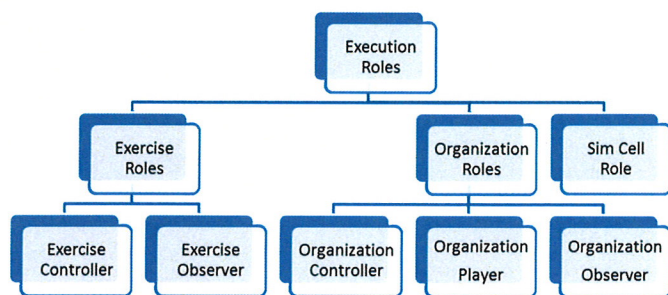 Execution
Roles
Exercise
Roles
Organization
Roles
Sim Cell
Role
Exercise
Controller
Exercise
Observer
Organization
Controller
Organization
Player
Organization
Observer